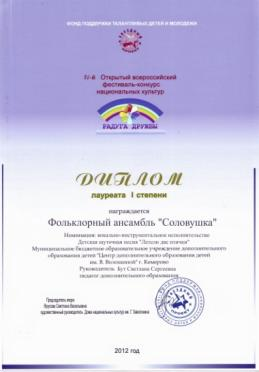 ФОНД ПОДДЕРЖКИ ТАЛАНТЛИВЫХ ДЕТЕЙ И МОЛОДЕЖИ
IV-й Открытый всероссийский
фестиваль-конкурс
национальных культур
РАДУГА ДРУЖБЫ
ДИПЛОМ
лауреата I степени
награждается
Фольклорный ансамбль "Соловушка"
Номинация: вокально-инструментальное исполнительство
Детская шуточная песня "Летели две птички"
Муниципальное бюджетное образовательное учреждение дополнительного
образования детей "Центр дополнительного образования детей
им. В. Волошиной" г. Кемерово
Руководитель: Бут Светлана Сергеевна
педагог дополнительного образования
Председатель жюри
Светлана Васильевна
художественный руководитель Дома национальных культур им. Г. Завалокина
2012 год